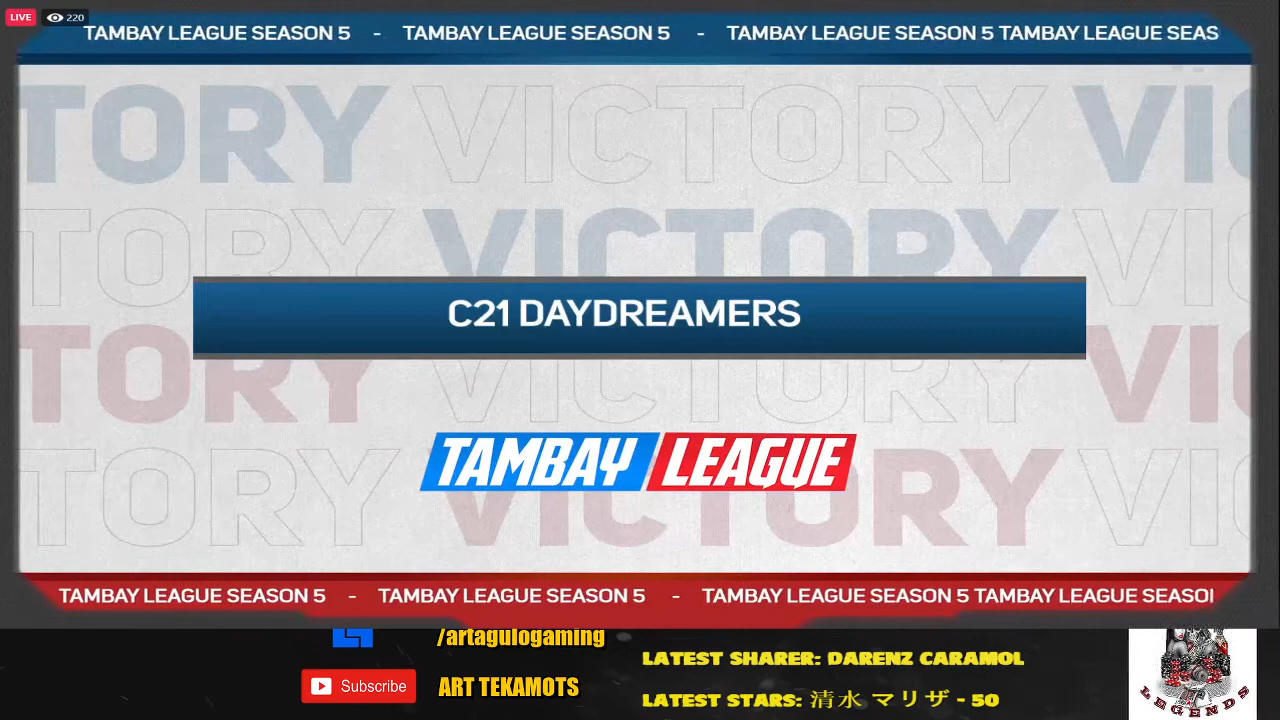 LIVE 220
TAMBAY LEAGUE SEASON 5 - TAMBAY LEAGUE SEASON 5 - TAMBAY LEAGUE SEASON 5 TAMBAY LEAGUE SEAS
TORY VICTORY VIC
TORY VICTORY VIC
C21 DAYDREAMERS
TORY VICTORY VIC
TAMBAY LEAGUE
TORY VICTORY VIC
TAMBAY LEAGUE SEASON 5 - TAMBAY LEAGUE SEASON 5 - TAMBAY LEAGUE SEASON 5 TAMBAY LEAGUE SEASO
/artagulogaming
Subscribe ART TEKAMOTS
LATEST SHARER: DARENZ CARAMOL
LATEST STARS: 清水 マリザ - 50
LEGENDS